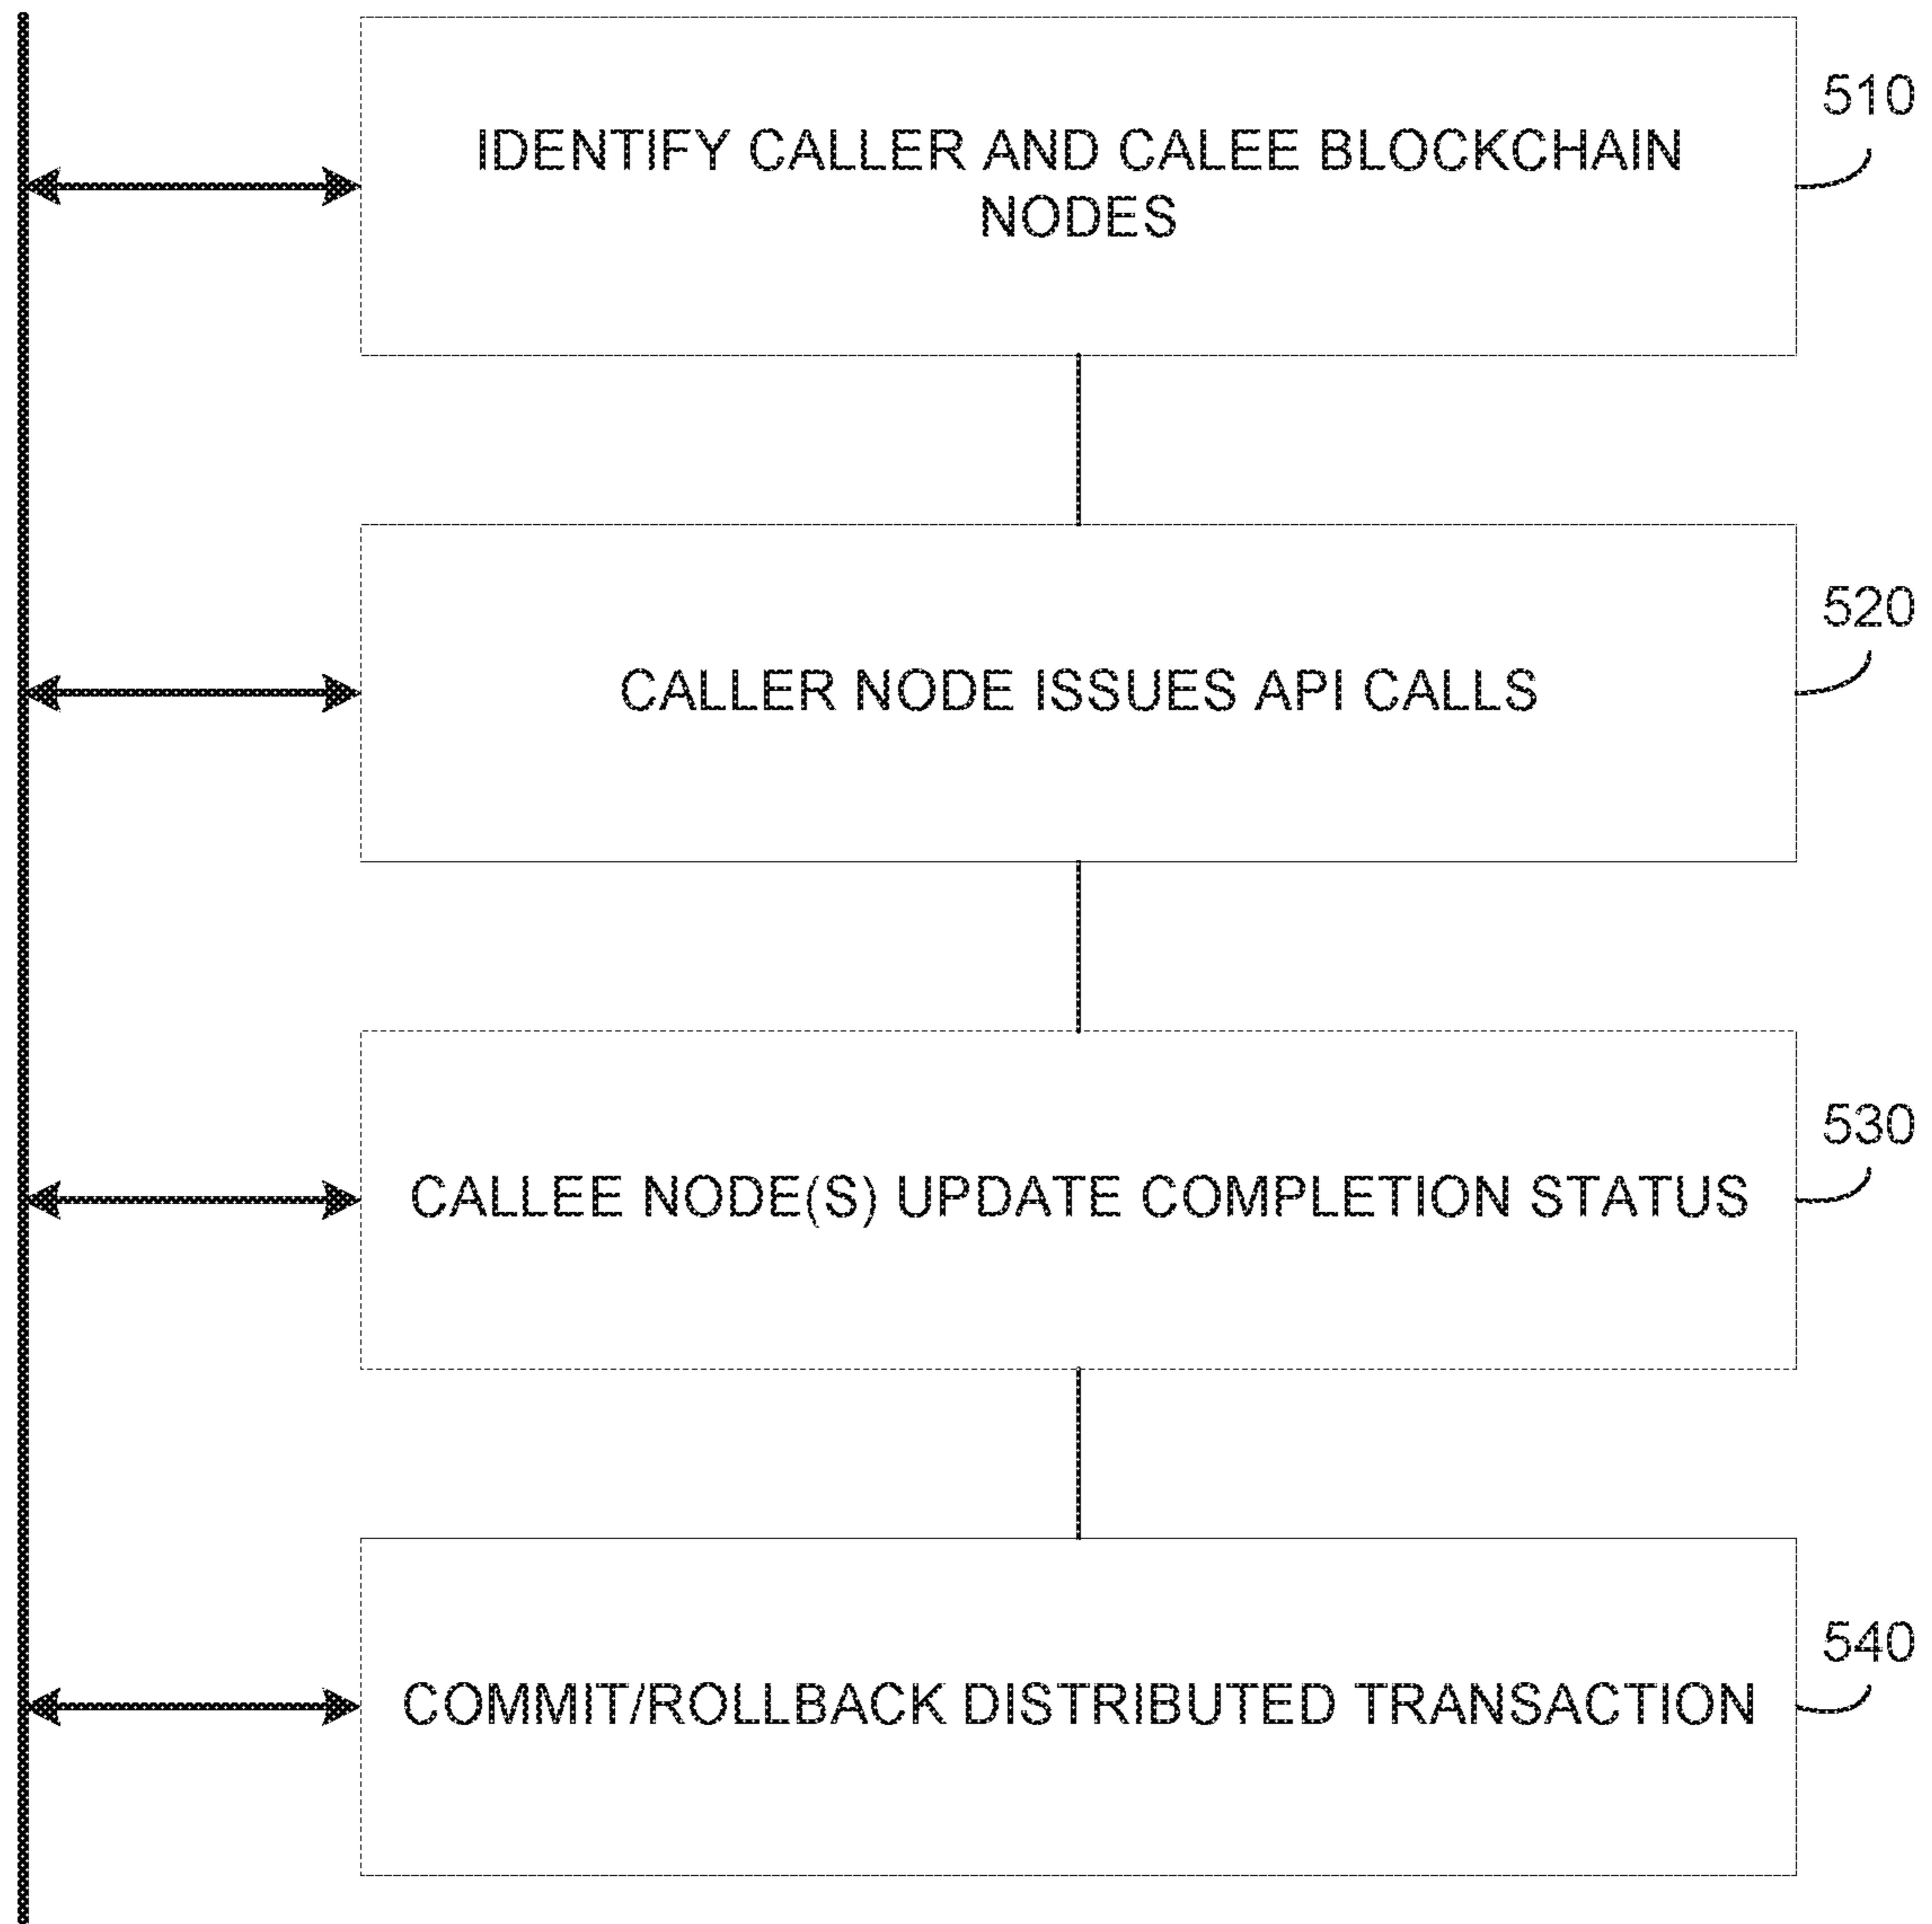 510
IDENTIFY CALLER AND CALEE BLOCKCHAIN
NODES
520
CALLER NODE ISSUES API CALLS
530
CALLEE NODE(S) UPDATE COMPLETION STATUS
540
COMMIT/ROLLBACK DISTRIBUTED TRANSACTION